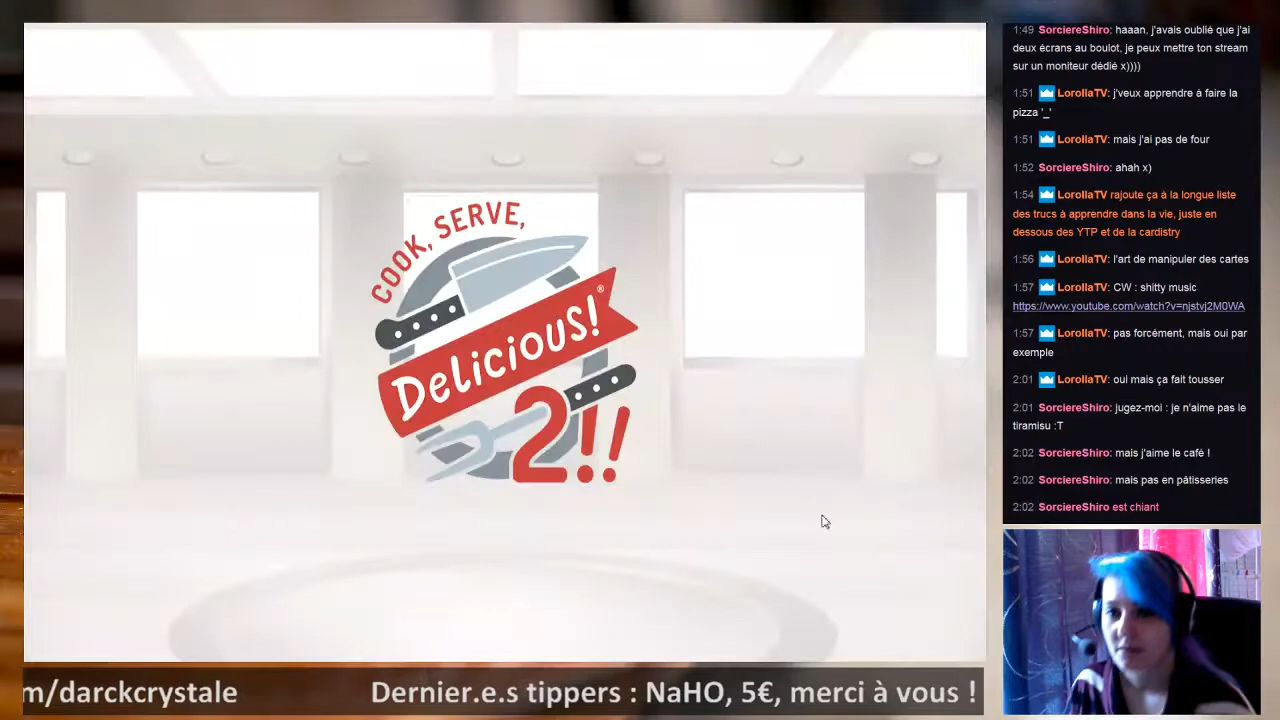 COOK, SERVE,
Delicious!®
2!!
1:49 SorciereShiro: haaan, j'avais oublié que j'ai
deux écrans au boulot, je peux mettre ton stream
sur un moniteur dédié x))))
1:51 LorollaTV: j'veux apprendre à faire la
pizza '_'
1:51 LorollaTV: mais j'ai pas de four
1:52 SorciereShiro: ahah x)
1:54 LorollaTV rajoute ça à la longue liste
des trucs à apprendre dans la vie, juste en
dessous des YTP et de la cardistry
1:56 LorollaTV: l'art de manipuler des cartes
1:57 LorollaTV: CW : shitty music
https://www.youtube.com/watch?v=njstvj2M0WA
1:57 LorollaTV: pas forcément, mais oui par
exemple
2:01 LorollaTV: oui mais ça fait tousser
2:01 SorciereShiro: jugez-moi : je n'aime pas le
tiramisu :T
2:02 SorciereShiro: mais j'aime le café !
2:02 SorciereShiro: mais pas en pâtisseries
2:02 SorciereShiro est chiant
m/darckcrystale Dernier.e.s tippers : NaHO, 5€, merci à vous !